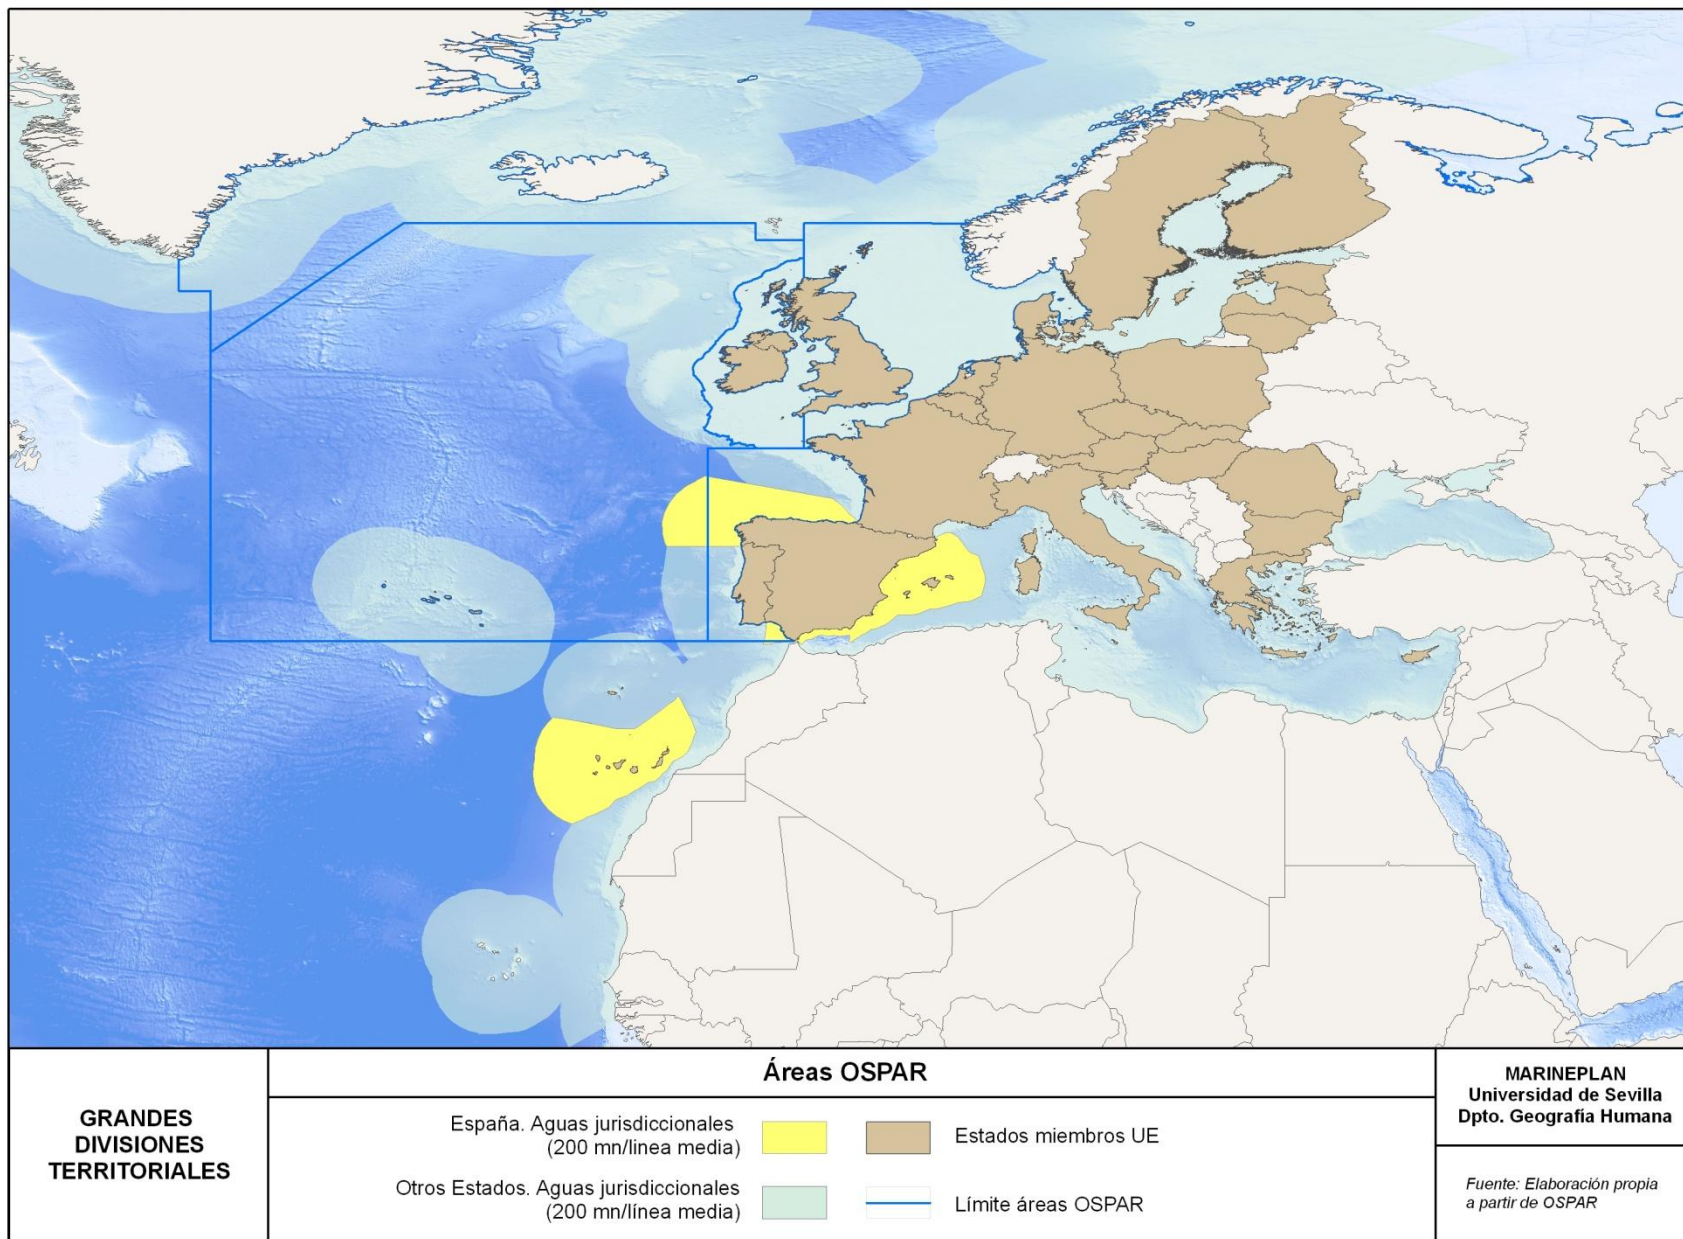 GRANDES
DIVISIONES
TERRITORIALES
Áreas OSPAR
España. Aguas jurisdiccionales
(200 mn/linea media)
Estados miembros UE
Otros Estados. Aguas jurisdiccionales
(200 mn/línea media)
Límite áreas OSPAR
MARINEPLAN
Universidad de Sevilla
Dpto. Geografía Humana
Fuente: Elaboración propia
a partir de OSPAR